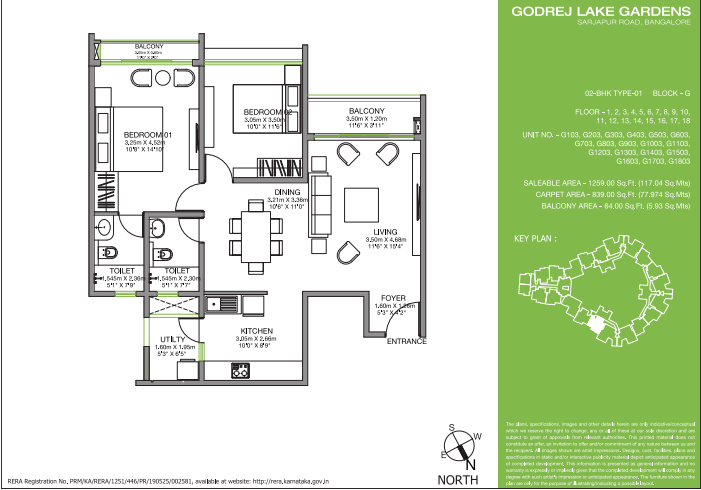 GODREJ LAKE GARDENS
SARJAPUR ROAD, BANGALORE
02-BHK TYPE-01 BLOCK - G
FLOOR - 1, 2, 3, 4, 5, 6, 7, 8, 9, 10,
11, 12, 13, 14, 15, 16, 17, 18
UNIT NO. - G103, G203, G303, G403, G503, G603,
G703, G803, G903, G1003, G1103,
G1203, G1303, G1403, G1503,
G1603, G1703, G1803
SALEABLE AREA - 1259.00 Sq.Ft. (117.04 Sq.Mts)
CARPET AREA - 839.00 Sq.Ft. (77.974 Sq.Mts)
BALCONY AREA - 64.00 Sq.Ft. (5.93 Sq.Mts)
KEY PLAN :
BALCONY
BEDROOM 01
3.25m X 4.52m
10'8" X 14'10"
BEDROOM 02
3.05m X 3.50m
10'0" X 11'6"
BALCONY
3.50m X 1.20m
11'6" X 3'11"
DINING
3.21m X 3.36m
10'6" X 11'0"
LIVING
3.50m X 4.68m
11'6" X 15'4"
TOILET
1.545m X 2.36m
5'1" X 7'9"
TOILET
1.545m X 2.30m
5'1" X 7'7"
FOYER
1.60m X
5'3" X 4'2"
ENTRANCE
KITCHEN
3.05m X 2.66m
10'0" X 8'9"
UTILTY
1.60m X 1.95m
5'3" X 6'5"
S
W
E
N
NORTH
The plans, specifications, images and other details herein are only indicative/conceptual
which we reserve the right to change, any or all of these at our sole discretion and are
subject to grant of approvals from relevant authorities. This printed material does not
constitute an offer, an invitation to offer and/or commitment of any nature between us and
the recipient. All images shown are artist impressions. Designs, cost, facilities, plans and
specifications in static and/or interactive publicity material depict anticipated appearance
of completed development. This information is presented as general information and no
warranty is expressly or impliedly given that the completed development will comply in any
degree with such artist's impression or anticipated appearance. The furniture shown in the
plan are only for the purpose of illustrating/indicating a possible layout.
RERA Registration No. PRM/KA/RERA/1251/446/PR/190525/002581, available at website: http://rera.karnataka.gov.in